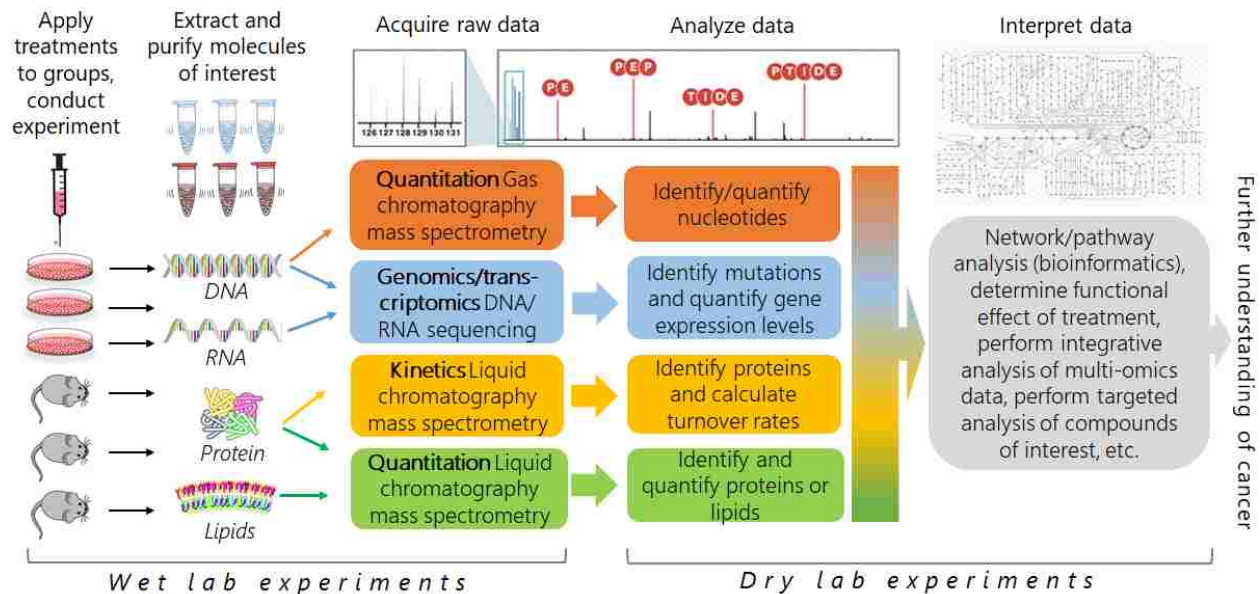 Apply
treatments
to groups,
conduct
experiment
Extract and
purify molecules
of interest
Acquire raw data
Analyze data
Interpret data
126 127 128 129 130 131
PE
PEP
TIDE
PTIDE
DNA
RNA
Protein
Lipids
Quantitation Gas
chromatography
mass spectrometry
Genomics/trans-
criptomics DNA/
RNA sequencing
Kinetics Liquid
chromatography
mass spectrometry
Quantitation Liquid
chromatography
mass spectrometry
Identify/quantify
nucleotides
Identify mutations
and quantify gene
expression levels
Identify proteins
and calculate
turnover rates
Identify and
quantify proteins or
lipids
Network/pathway
analysis (bioinformatics),
determine functional
effect of treatment,
perform integrative
analysis of multi-omics
data, perform targeted
analysis of compounds
of interest, etc.
Further understanding of cancer
Wet lab experiments
Dry lab experiments